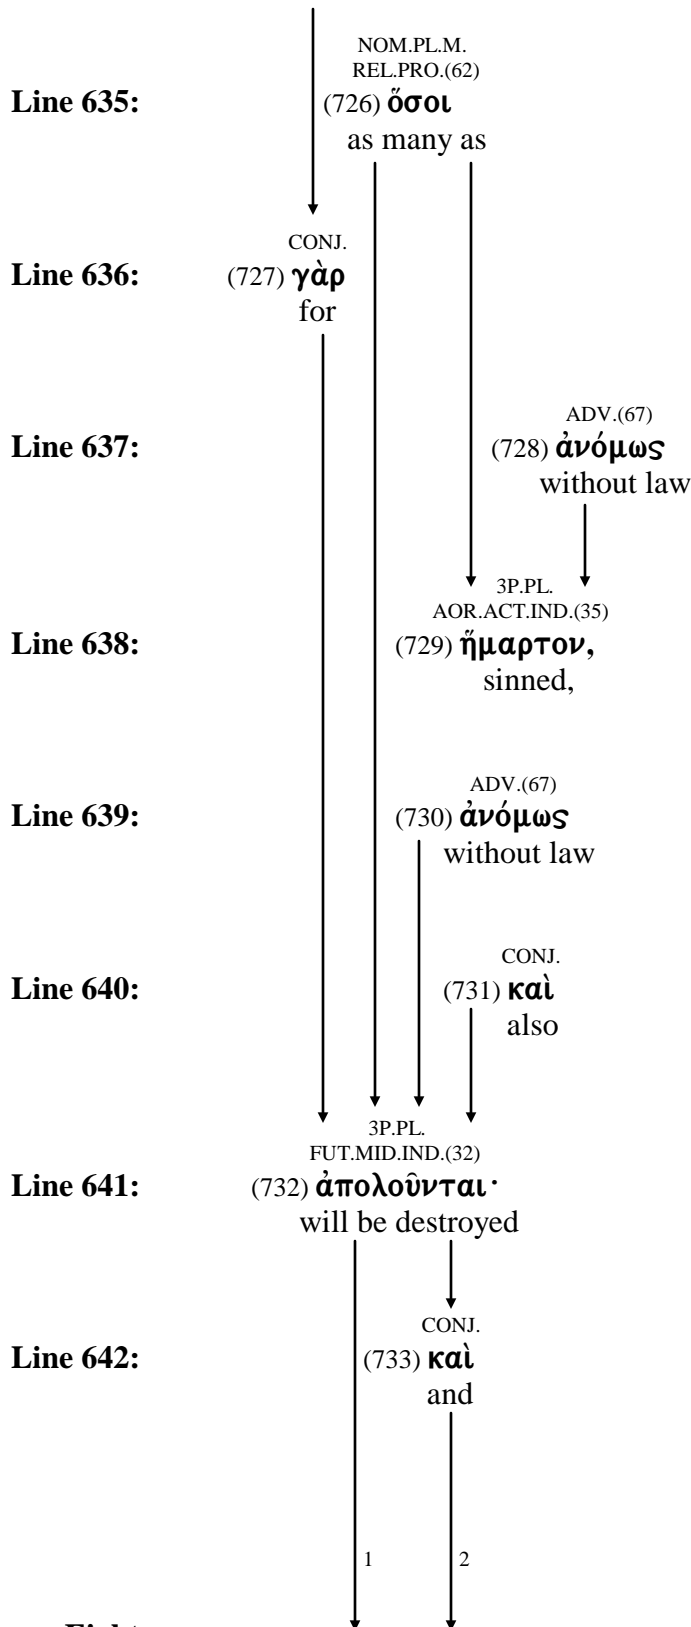 NOM.PL.M.
REL.PRO.(62)
Line 635: (726) ὅσοι
as many as
CONJ.
Line 636: (727) γὰρ
for
ADV.(67)
Line 637: (728) ἀνόμως
without law
3P.PL.
AOR.ACT.IND.(35)
Line 638: (729) ἥμαρτον,
sinned,
ADV.(67)
Line 639: (730) ἀνόμως
without law
CONJ.
Line 640: (731) καὶ
also
3P.PL.
FUT.MID.IND.(32)
Line 641: (732) ἀπολοῦνται·
will be destroyed
CONJ.
Line 642: (733) καὶ
and
1 2